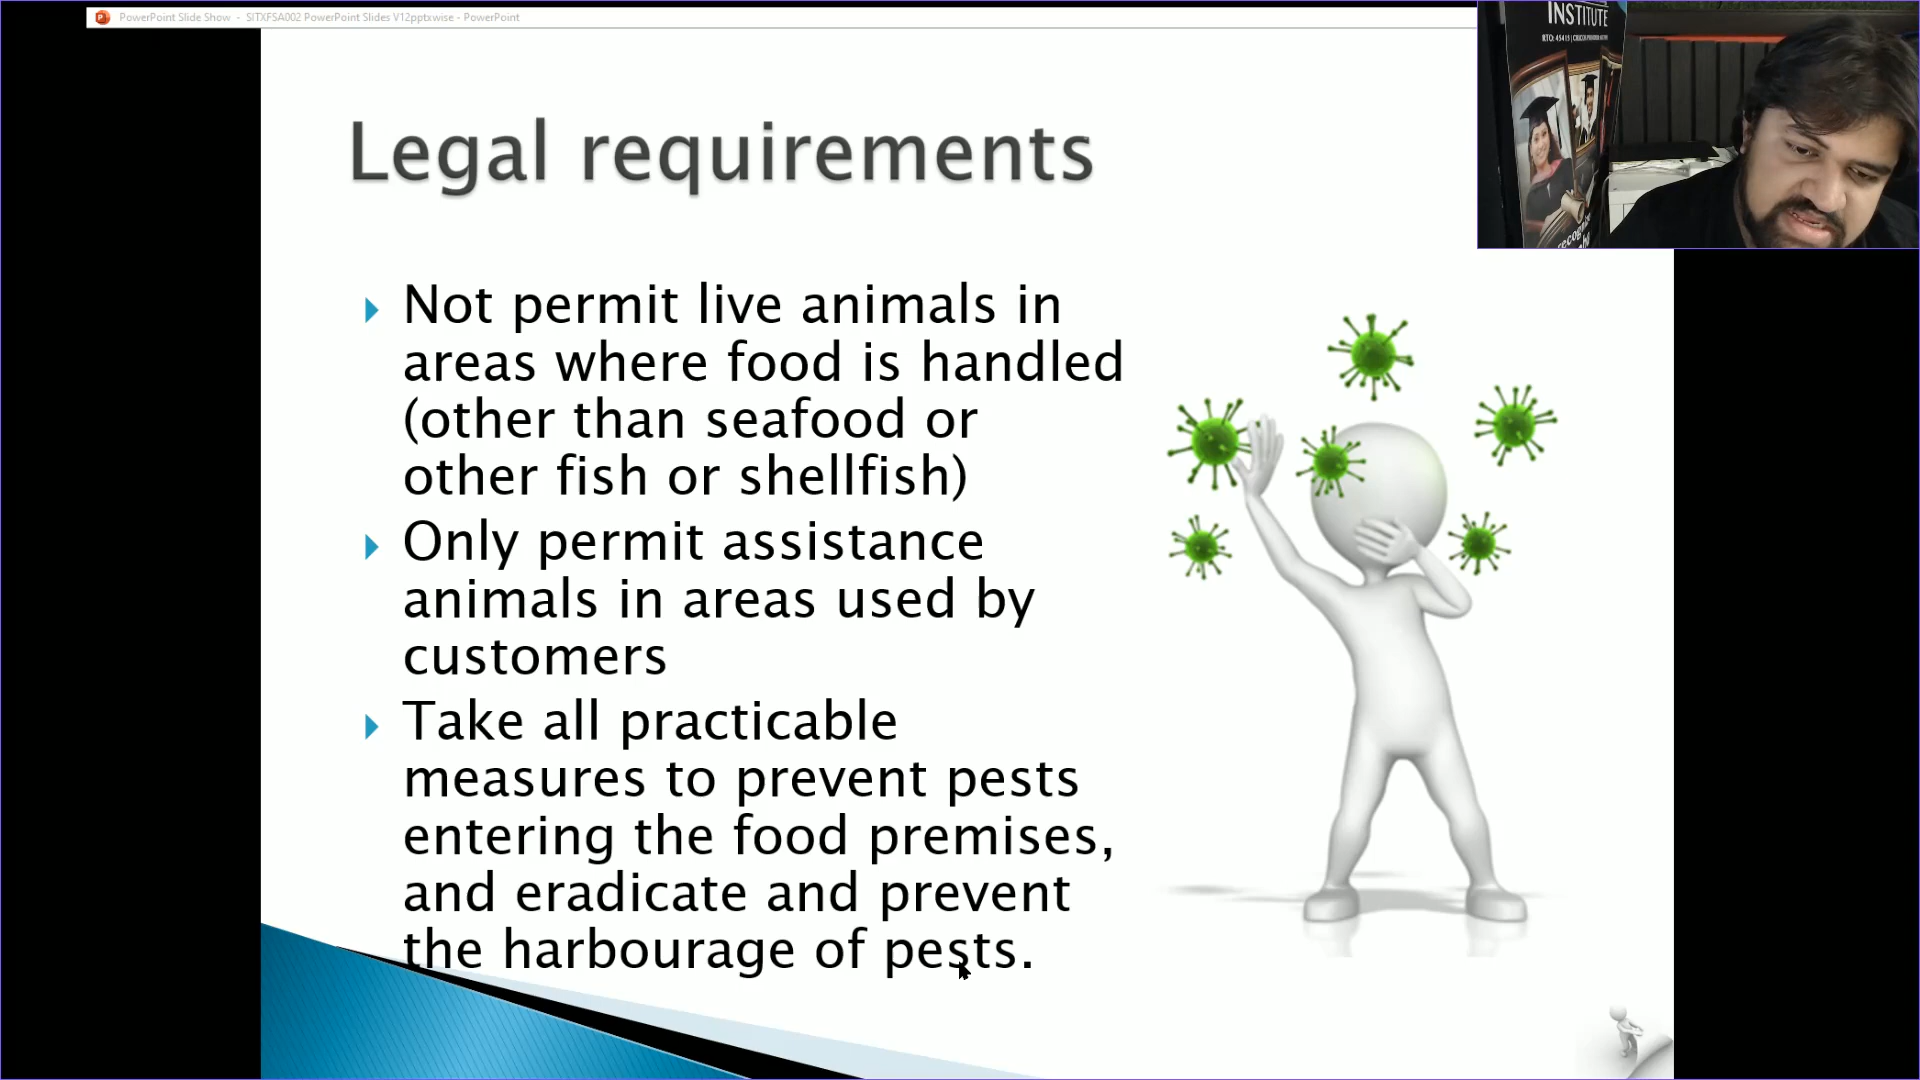 PowerPoint Slide Show - SITXFSA002 PowerPoint Slides V12pptxwise - PowerPoint
INSTITUTE
RTO: 45415 |
Legal requirements
Not permit live animals in
areas where food is handled
(other than seafood or
other fish or shellfish)
Only permit assistance
animals in areas used by
customers
Take all practicable
measures to prevent pests
entering the food premises,
and eradicate and prevent
the harbourage of pests.